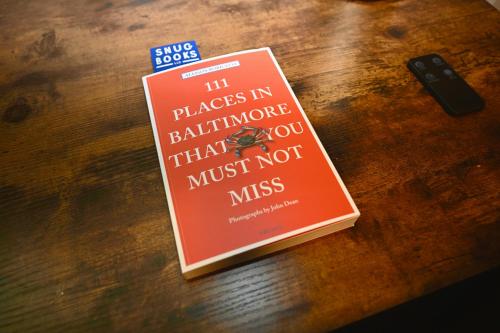 SNUG
BOOKS
111
PLACES IN
BALTIMORE
THAT YOU
MUST NOT
MISS
Photographs by John Dean